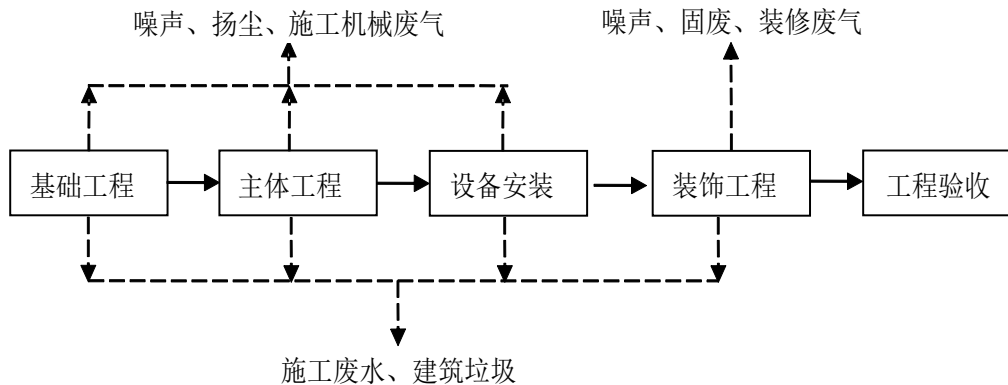 噪声、扬尘、施工机械废气
噪声、固废、装修废气
基础工程
主体工程
设备安装
装饰工程
工程验收
施工废水、建筑垃圾